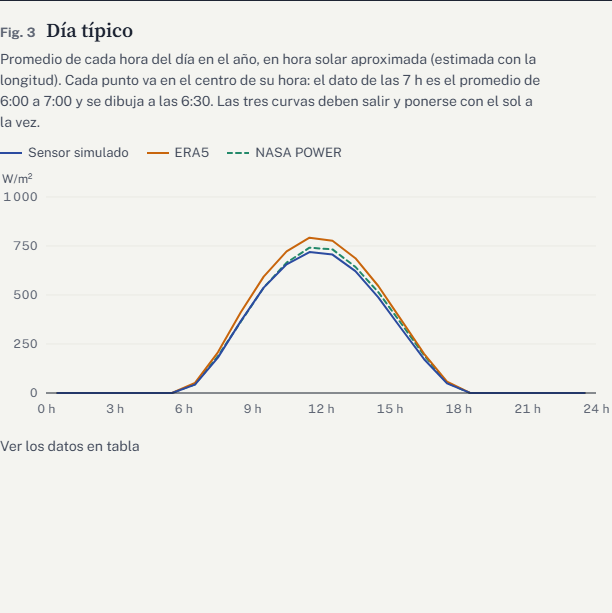 Fig. 3 Día típico
Promedio de cada hora del día en el año, en hora solar aproximada (estimada con la
longitud). Cada punto va en el centro de su hora: el dato de las 7 h es el promedio de
6:00 a 7:00 y se dibuja a las 6:30. Las tres curvas deben salir y ponerse con el sol a
la vez.
Sensor simulado ERA5 NASA POWER
W/m²
1 000
750
500
250
0
0 h 3 h 6 h 9 h 12 h 15 h 18 h 21 h 24 h
Ver los datos en tabla